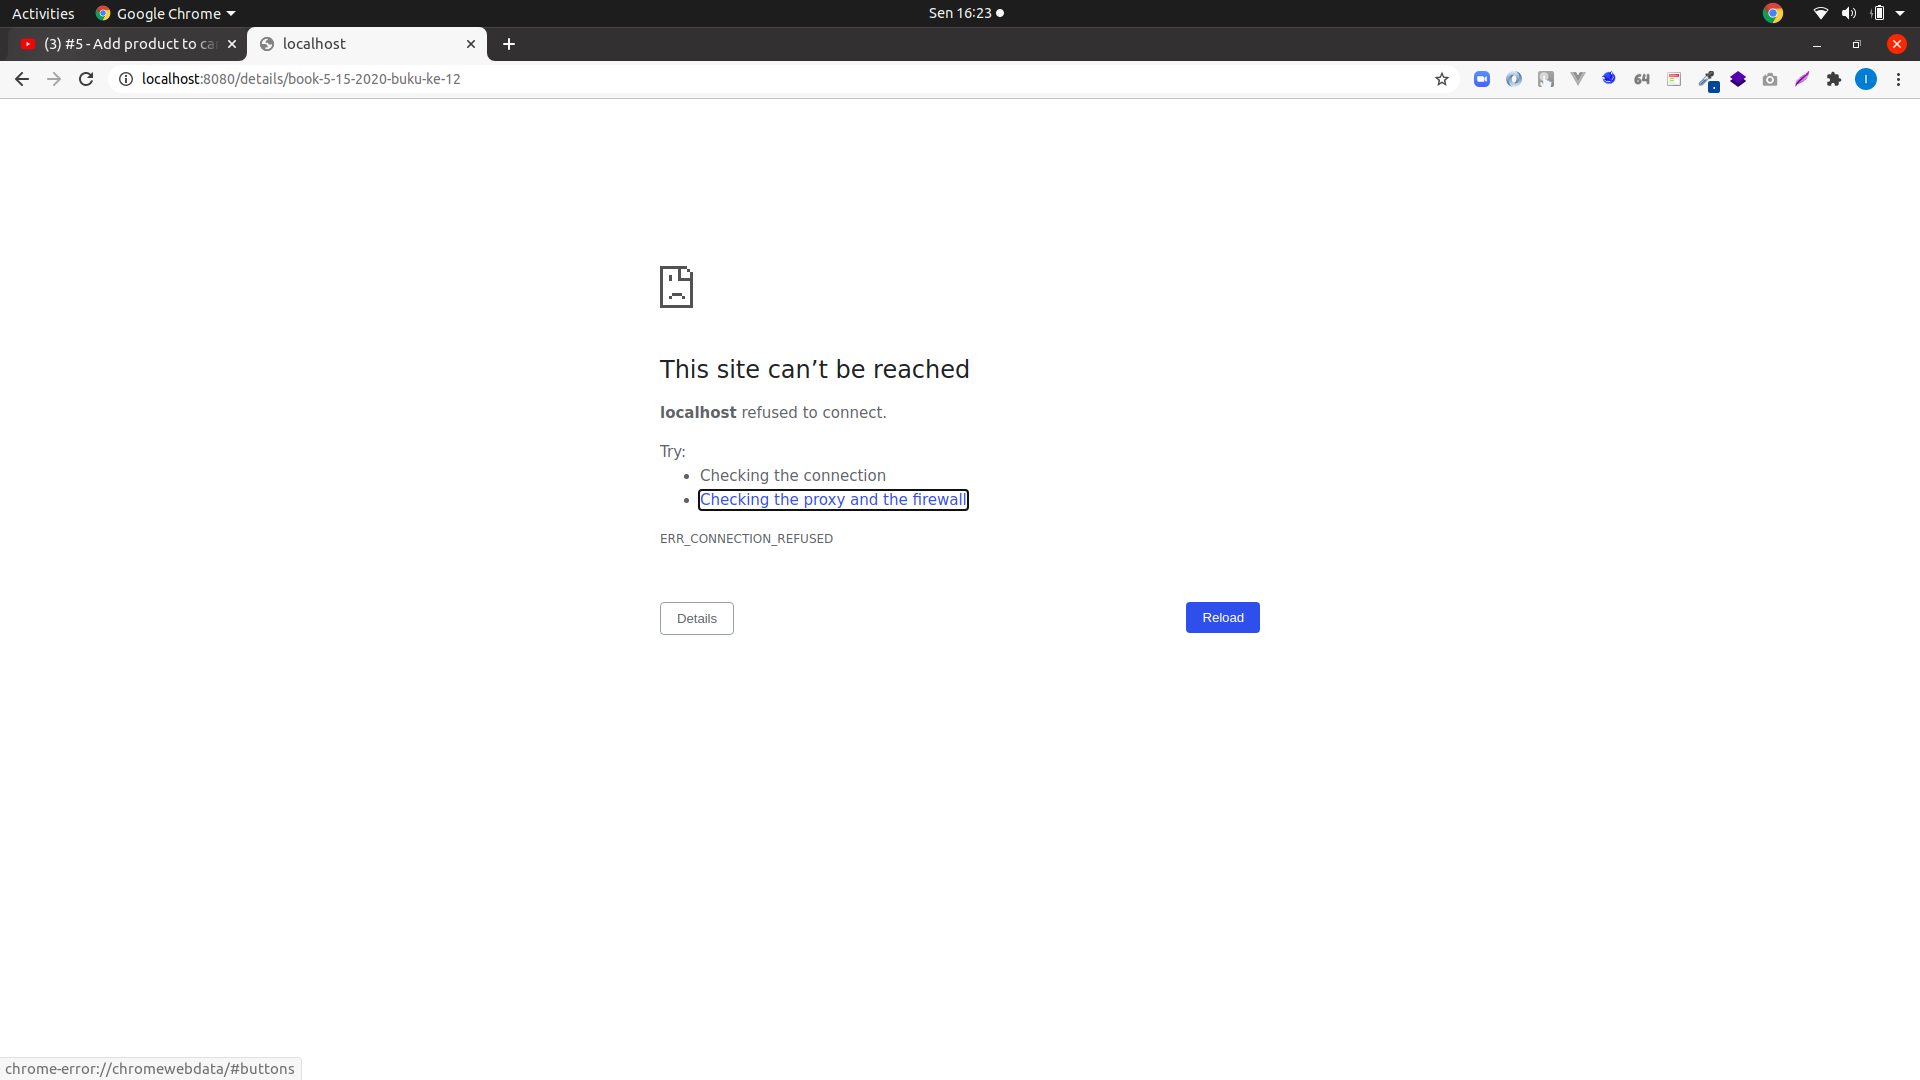 Activities
Google Chrome
Sen 16:23
(3) #5 - Add product to ca
localhost
localhost:8080/details/book-5-15-2020-buku-ke-12
64
I
This site can’t be reached
localhost refused to connect.
Try:
Checking the connection
Checking the proxy and the firewall
ERR_CONNECTION_REFUSED
Details
Reload
chrome-error://chromewebdata/#buttons